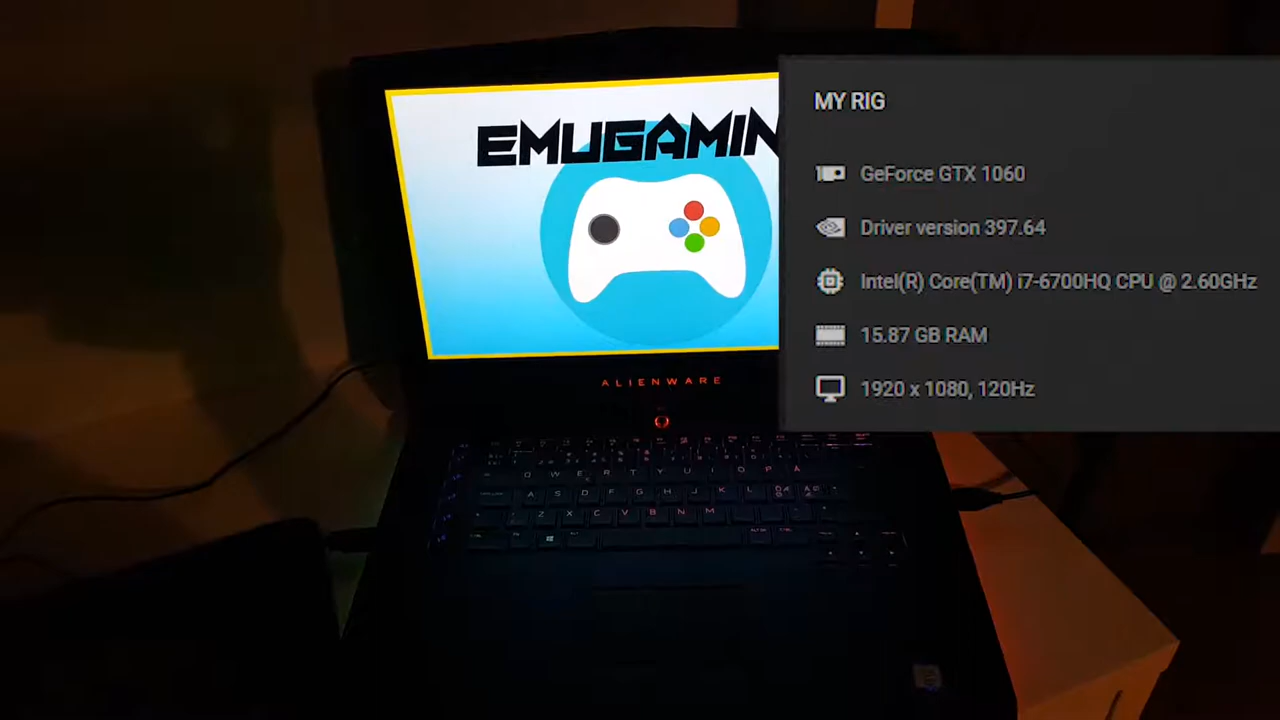 EMUGAMIN
MY RIG
GeForce GTX 1060
Driver version 397.64
Intel(R) Core(TM) i7-6700HQ CPU @ 2.60GHz
15.87 GB RAM
1920 x 1080, 120Hz
ALIENWARE
Q W E R T Y U I O P Å
A S D F G H J K L
Z X C V B N M